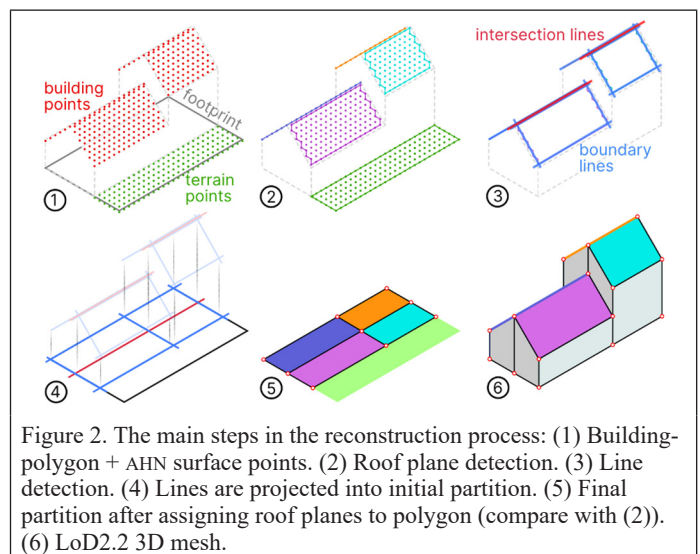 building
points
footprint
terrain
points
1
2
intersection lines
boundary
lines
3
4
5
6
Figure 2. The main steps in the reconstruction process: (1) Building-
polygon + AHN surface points. (2) Roof plane detection. (3) Line
detection. (4) Lines are projected into initial partition. (5) Final
partition after assigning roof planes to polygon (compare with (2)).
(6) LoD2.2 3D mesh.